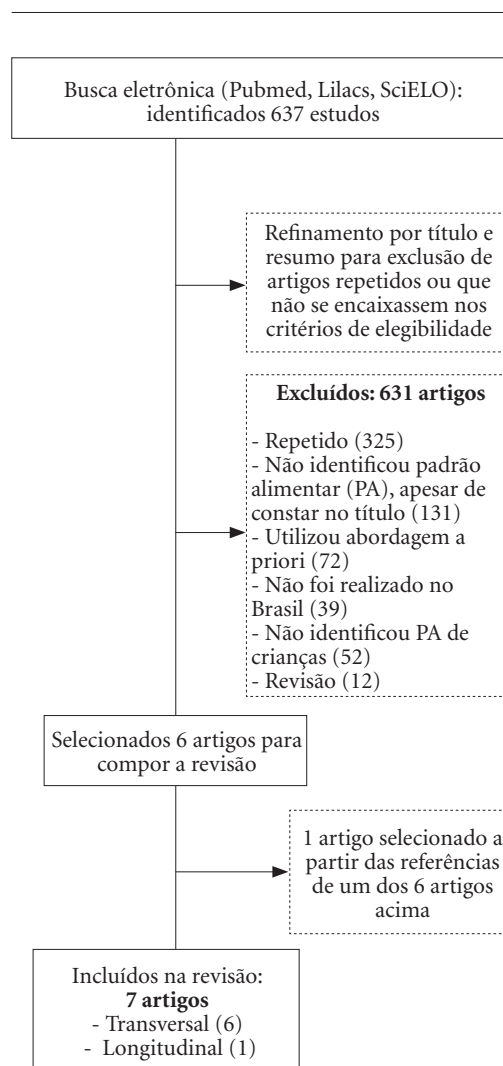 Busca eletrônica (Pubmed, Lilacs, SciELO):
identificados 637 estudos
Refinamento por título e
resumo para exclusão de
artigos repetidos ou que
não se encaixassem nos
critérios de elegibilidade
Excluídos: 631 artigos
- Repetido (325)
- Não identificou padrão
alimentar (PA), apesar de
constar no título (131)
- Utilizou abordagem a
priori (72)
- Não foi realizado no
Brasil (39)
- Não identificou PA de
crianças (52)
- Revisão (12)
Selecionados 6 artigos para
compor a revisão
1 artigo selecionado a
partir das referências
de um dos 6 artigos
acima
Incluídos na revisão:
7 artigos
- Transversal (6)
- Longitudinal (1)